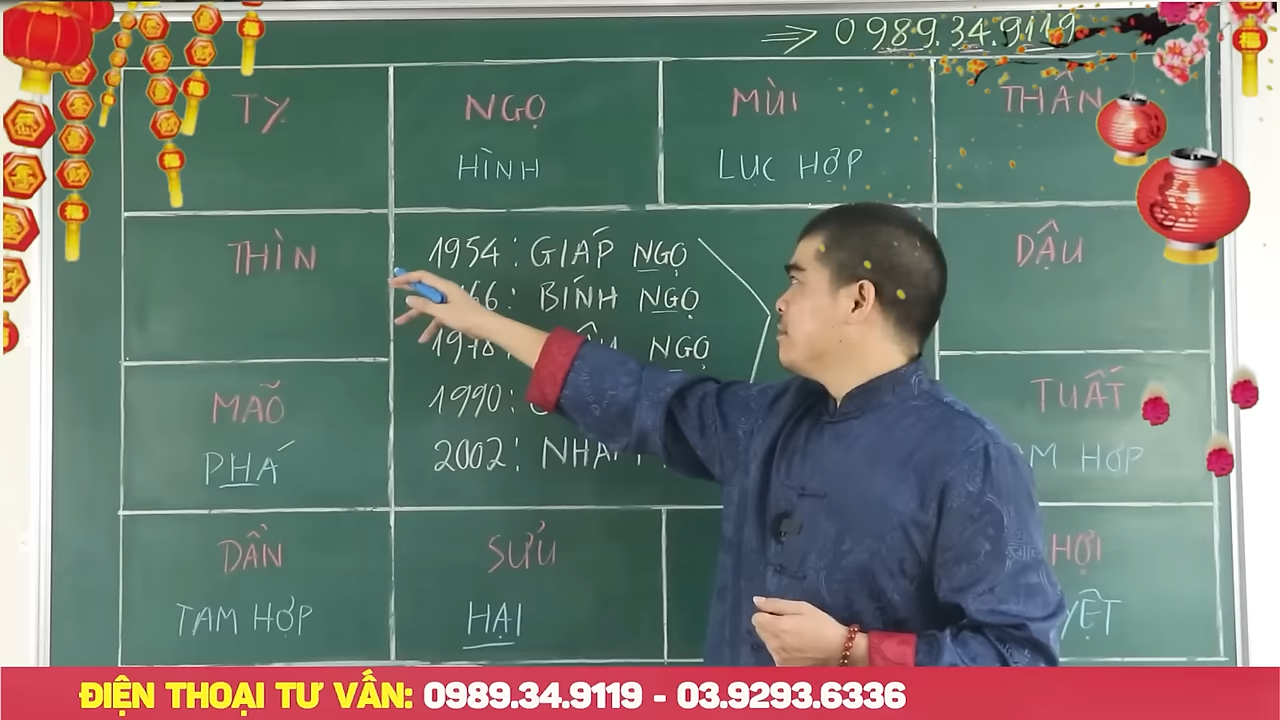 ⇒ 0989.34.9119
TỴ
NGỌ
MÙI
THÂN
HÌNH
LỤC HỢP
THÌN
1954: GIÁP NGỌ
DẬU
66: BÍNH NGỌ
1978: NGỌ
MÃO
1990:
TUẤT
PHÁ
2002: NHÂM
HỢP
DẦN
SỬU
HỢI
TAM HỢP
HẠI
ĐIỆN THOẠI TƯ VẤN: 0989.34.9119 - 03.9293.6336